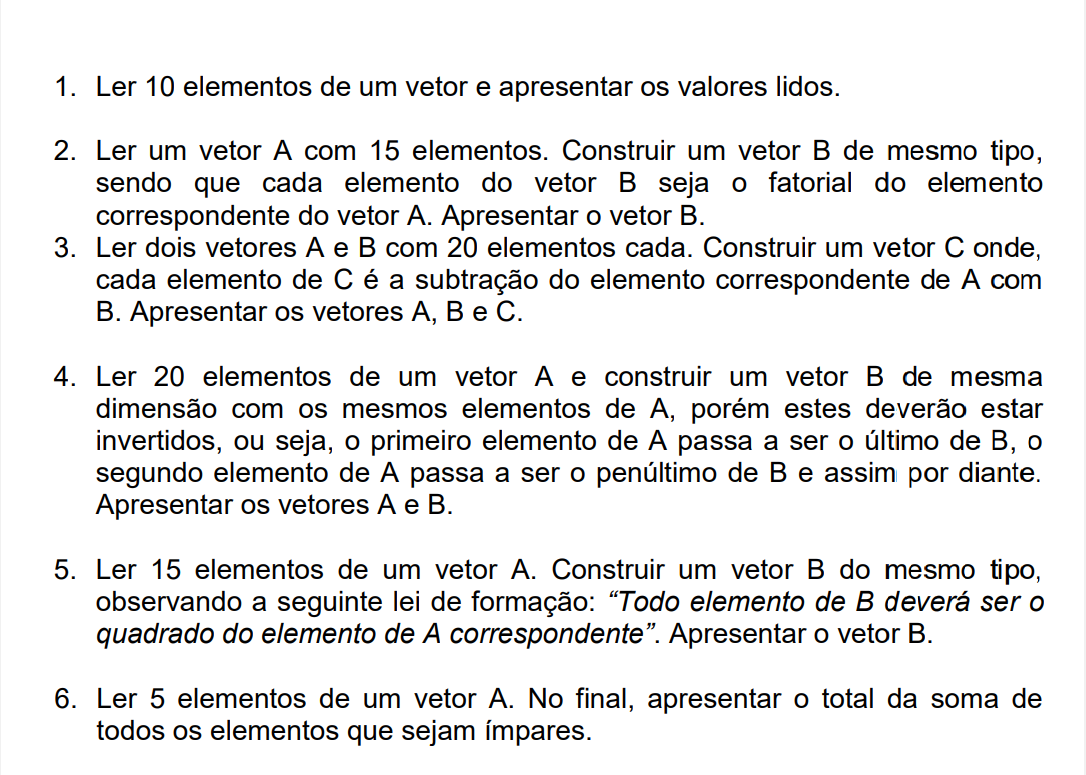 1. Ler 10 elementos de um vetor e apresentar os valores lidos.
2. Ler um vetor A com 15 elementos. Construir um vetor B de mesmo tipo,
sendo que cada elemento do vetor B seja o fatorial do elemento
correspondente do vetor A. Apresentar o vetor B.
3. Ler dois vetores A e B com 20 elementos cada. Construir um vetor C onde,
cada elemento de C é a subtração do elemento correspondente de A com
B. Apresentar os vetores A, B e C.
4. Ler 20 elementos de um vetor A e construir um vetor B de mesma
dimensão com os mesmos elementos de A, porém estes deverão estar
invertidos, ou seja, o primeiro elemento de A passa a ser o último de B, o
segundo elemento de A passa a ser o penúltimo de B e assim por diante.
Apresentar os vetores A e B.
5. Ler 15 elementos de um vetor A. Construir um vetor B do mesmo tipo,
observando a seguinte lei de formação: “Todo elemento de B deverá ser o
quadrado do elemento de A correspondente”. Apresentar o vetor B.
6. Ler 5 elementos de um vetor A. No final, apresentar o total da soma de
todos os elementos que sejam ímpares.